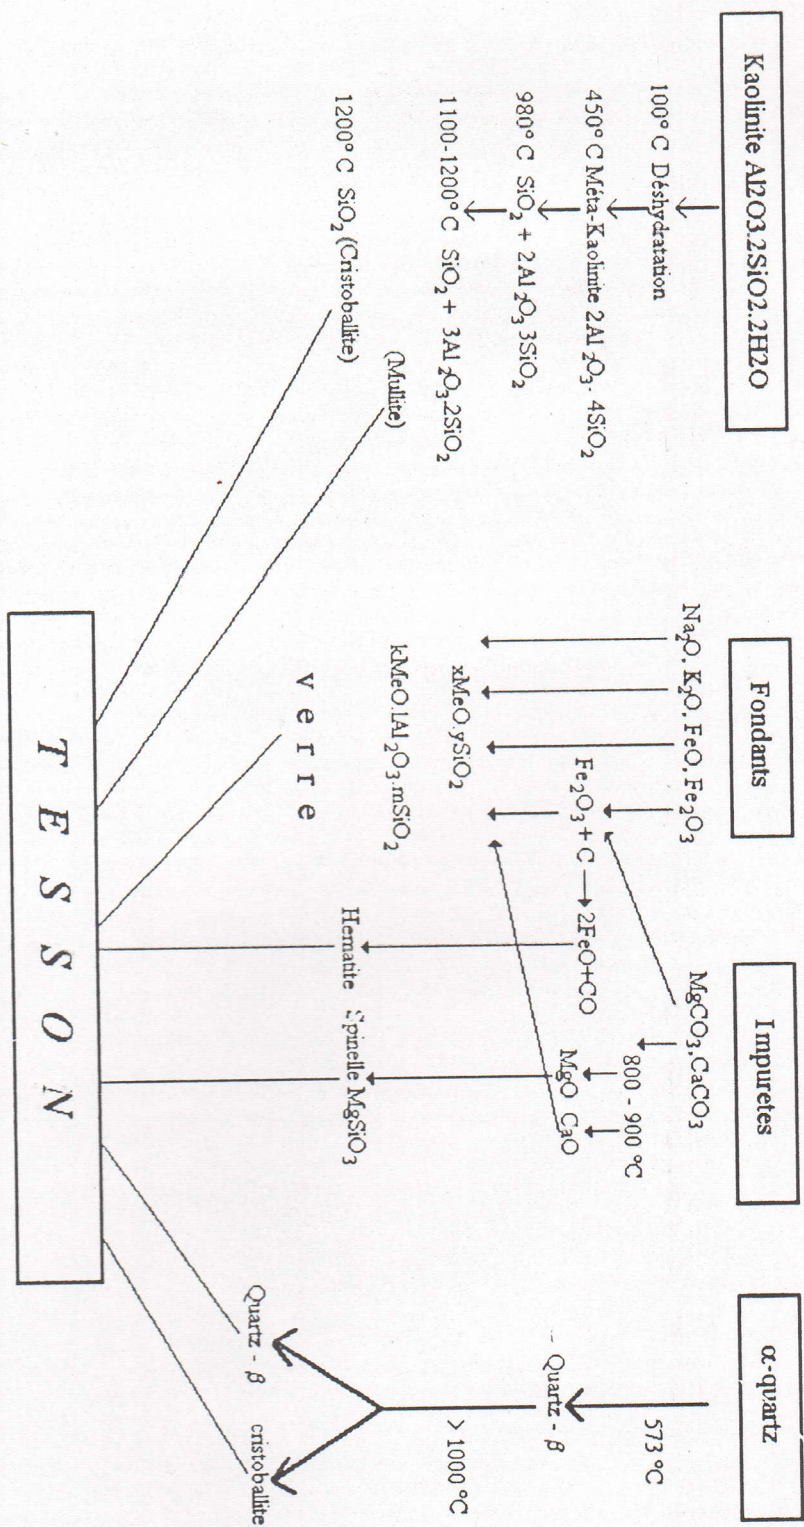 Kaolinite Al2O3.2SiO2.2H2O
100° C Déshydratation
450° C Méta-Kaolinite 2Al2O3· 4SiO2
980° C SiO2 + 2Al2O3 3SiO2
1100-1200° C SiO2 + 3Al2O3.2SiO2
(Mullite)
1200° C SiO2 (Cristoballite)
Fondants
Na2O, K2O, FeO, Fe2O3
Fe2O3 + C → 2FeO+CO
xMeO.ySiO2
kMeO.lAl2O3.mSiO2
verre
Impuretes
MgCO3,CaCO3
800 - 900 °C
MgO CaO
Hematite Spinelle MgSiO3
α-quartz
573 °C
- Quartz - β
> 1000 °C
Quartz - β
cristoballite
TESSON